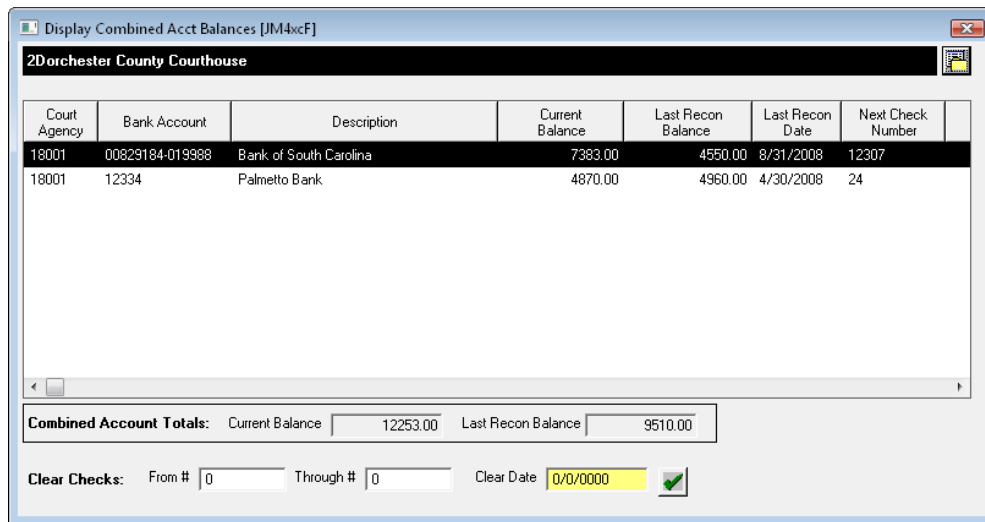 Display Combined Acct Balances [JM4xcF]
2Dorchester County Courthouse
Court Agency Bank Account Description Current Balance Last Recon Balance Last Recon Date Next Check Number
18001 00829184-019988 Bank of South Carolina 7383.00 4550.00 8/31/2008 12307
18001 12334 Palmetto Bank 4870.00 4960.00 4/30/2008 24
Combined Account Totals: Current Balance 12253.00 Last Recon Balance 9510.00
Clear Checks: From # 0 Through # 0 Clear Date 0/0/0000